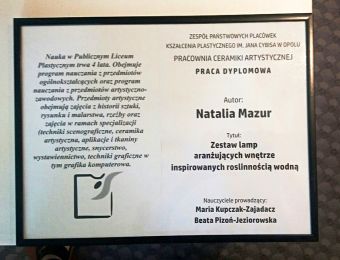 Nauka w Publicznym Liceum
Plastycznym trwa 4 lata. Obejmuje
program nauczania z przedmiotów
ogólnokształcących oraz program
nauczania z przedmiotów artystyczno-
zawodowych. Przedmioty artystyczne
obejmują zajęcia z historii sztuki,
rysunku i malarstwa, rzeźby oraz
zajęcia w ramach specjalizacji
(techniki scenograficzne, ceramika
artystyczna, aplikacje i tkaniny
artystyczne, snycerstwo,
wystawiennictwo, techniki graficzne w
tym grafika komputerowa.
ZESPÓŁ PAŃSTWOWYCH PLACÓWEK
KSZTAŁCENIA PLASTYCZNEGO IM. JANA CYBISA W OPOLU
PRACOWNIA CERAMIKI ARTYSTYCZNEJ
PRACA DYPLOMOWA
Autor:
Natalia Mazur
Tytuł:
Zestaw lamp
aranżujących wnętrze
inspirowanych roslinnością wodną
Nauczyciele prowadzący:
Maria Kupczak-Zajadacz
Beata Pizoń-Jeziorowska